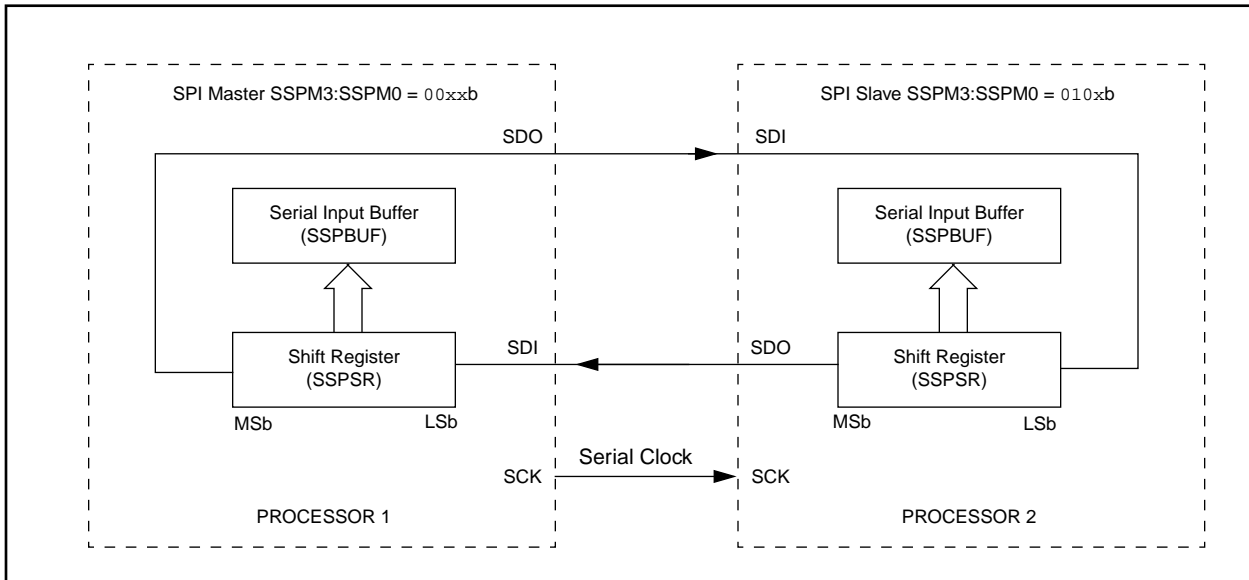 SPI Master SSPM3:SSPM0 = 00xxb
SPI Slave SSPM3:SSPM0 = 010xb
SDO
SDI
Serial Input Buffer
(SSPBUF)
Serial Input Buffer
(SSPBUF)
Shift Register
(SSPSR)
SDI
SDO
Shift Register
(SSPSR)
MSb
LSb
MSb
LSb
SCK
Serial Clock
SCK
PROCESSOR 1
PROCESSOR 2